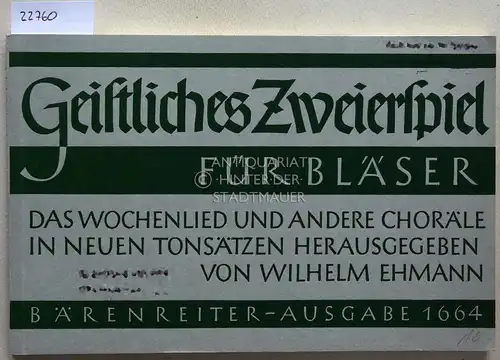 22760
Geistliches Zweierspiel
FÜR BLÄSER
ANTIQUARIAT
© HINTER·DER·
STADTMAUER
DAS WOCHENLIED UND ANDERE CHORÄLE
IN NEUEN TONSÄTZEN HERAUSGEGEBEN
VON WILHELM EHMANN
BÄRENREITER-AUSGABE 1664